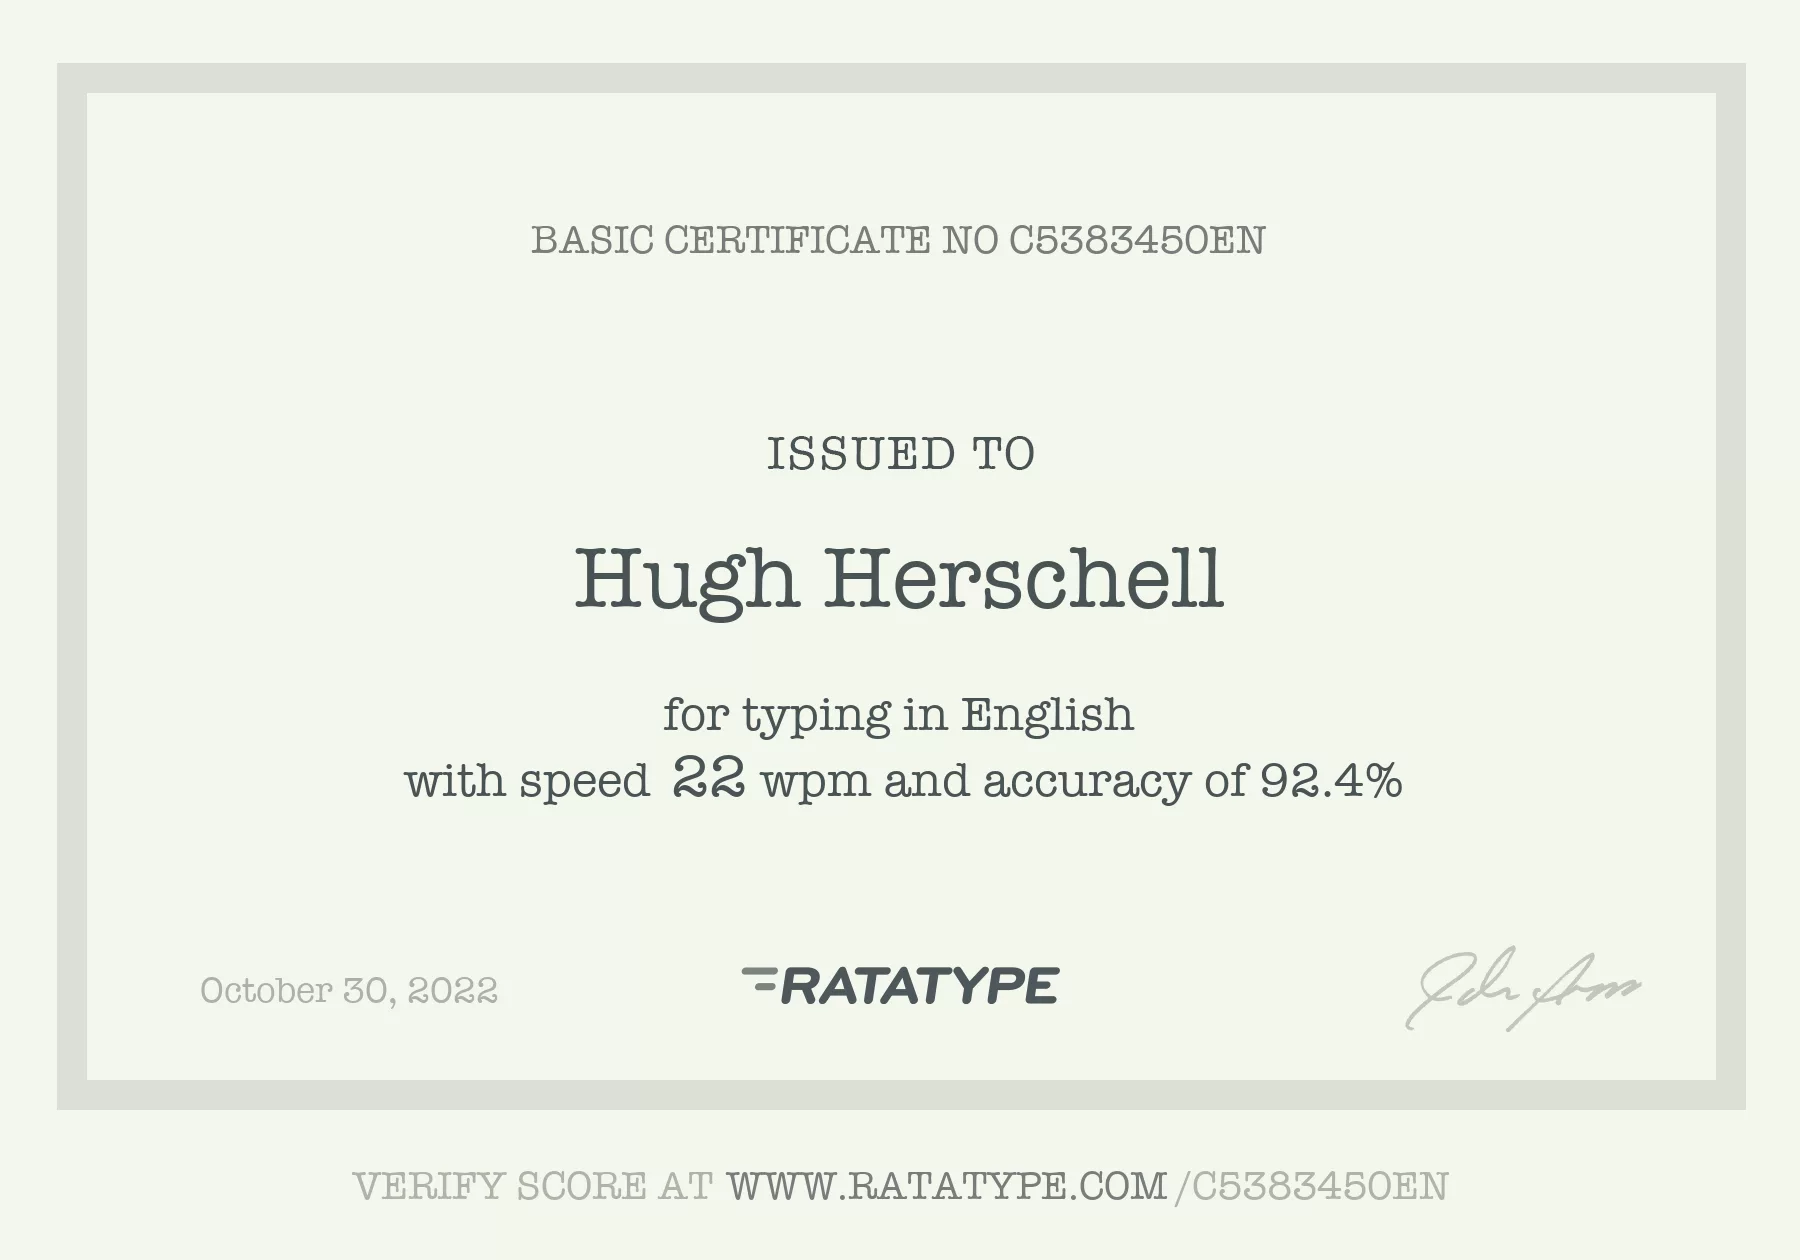 BASIC CERTIFICATE NO C5383450EN
ISSUED TO
Hugh Herschell
for typing in English
with speed 22 wpm and accuracy of 92.4%
October 30, 2022
RATATYPE
VERIFY SCORE AT WWW.RATATYPE.COM/C5383450EN